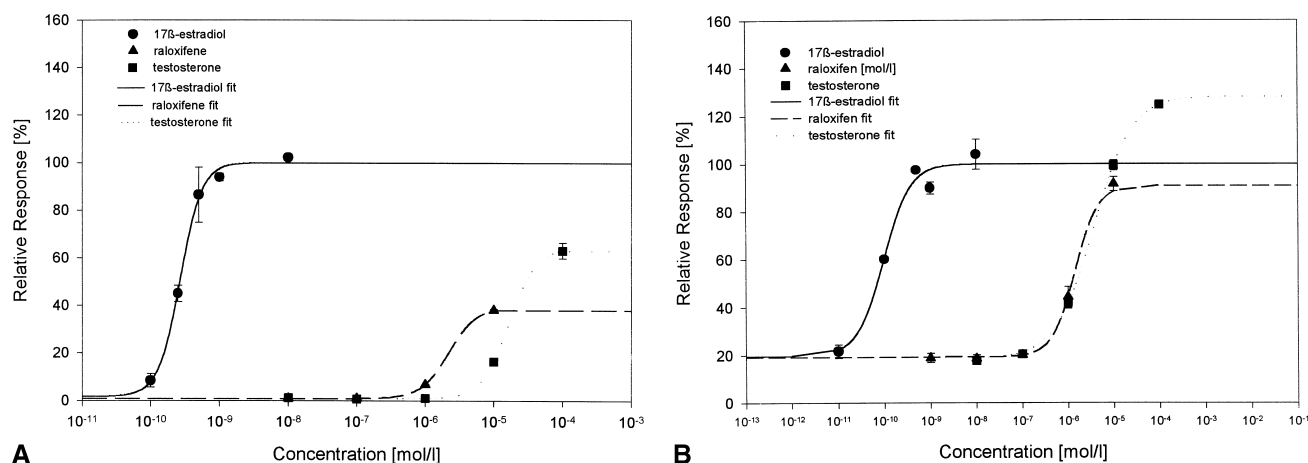 160
140
120
100
80
60
40
20
0
Relative Response [%]
17ß-estradiol
raloxifene
testosterone
17ß-estradiol fit
raloxifene fit
testosterone fit
10-11 10-10 10-9 10-8 10-7 10-6 10-5 10-4 10-3
Concentration [mol/l]
A
160
140
120
100
80
60
40
20
0
Relative Response [%]
17ß-estradiol
raloxifen [mol/l]
testosterone
17ß-estradiol fit
raloxifen fit
testosterone fit
10-13 10-12 10-11 10-10 10-9 10-8 10-7 10-6 10-5 10-4 10-3 10-2 10-1
Concentration [mol/l]
B